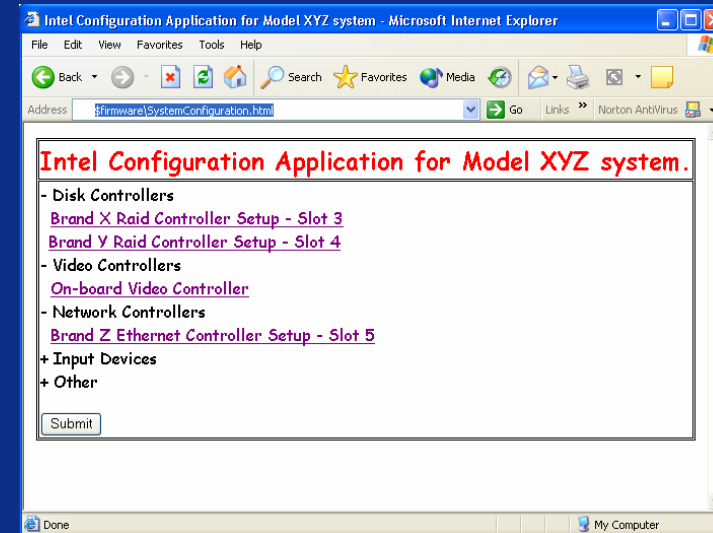 Intel Configuration Application for Model XYZ system - Microsoft Internet Explorer
File Edit View Favorites Tools Help
Back Search Favorites Media
Address $firmware\SystemConfiguration.html Go Links » Norton AntiVirus
Intel Configuration Application for Model XYZ system.
- Disk Controllers
Brand X Raid Controller Setup - Slot 3
Brand Y Raid Controller Setup - Slot 4
- Video Controllers
On-board Video Controller
- Network Controllers
Brand Z Ethernet Controller Setup - Slot 5
+ Input Devices
+ Other
Submit
Done My Computer